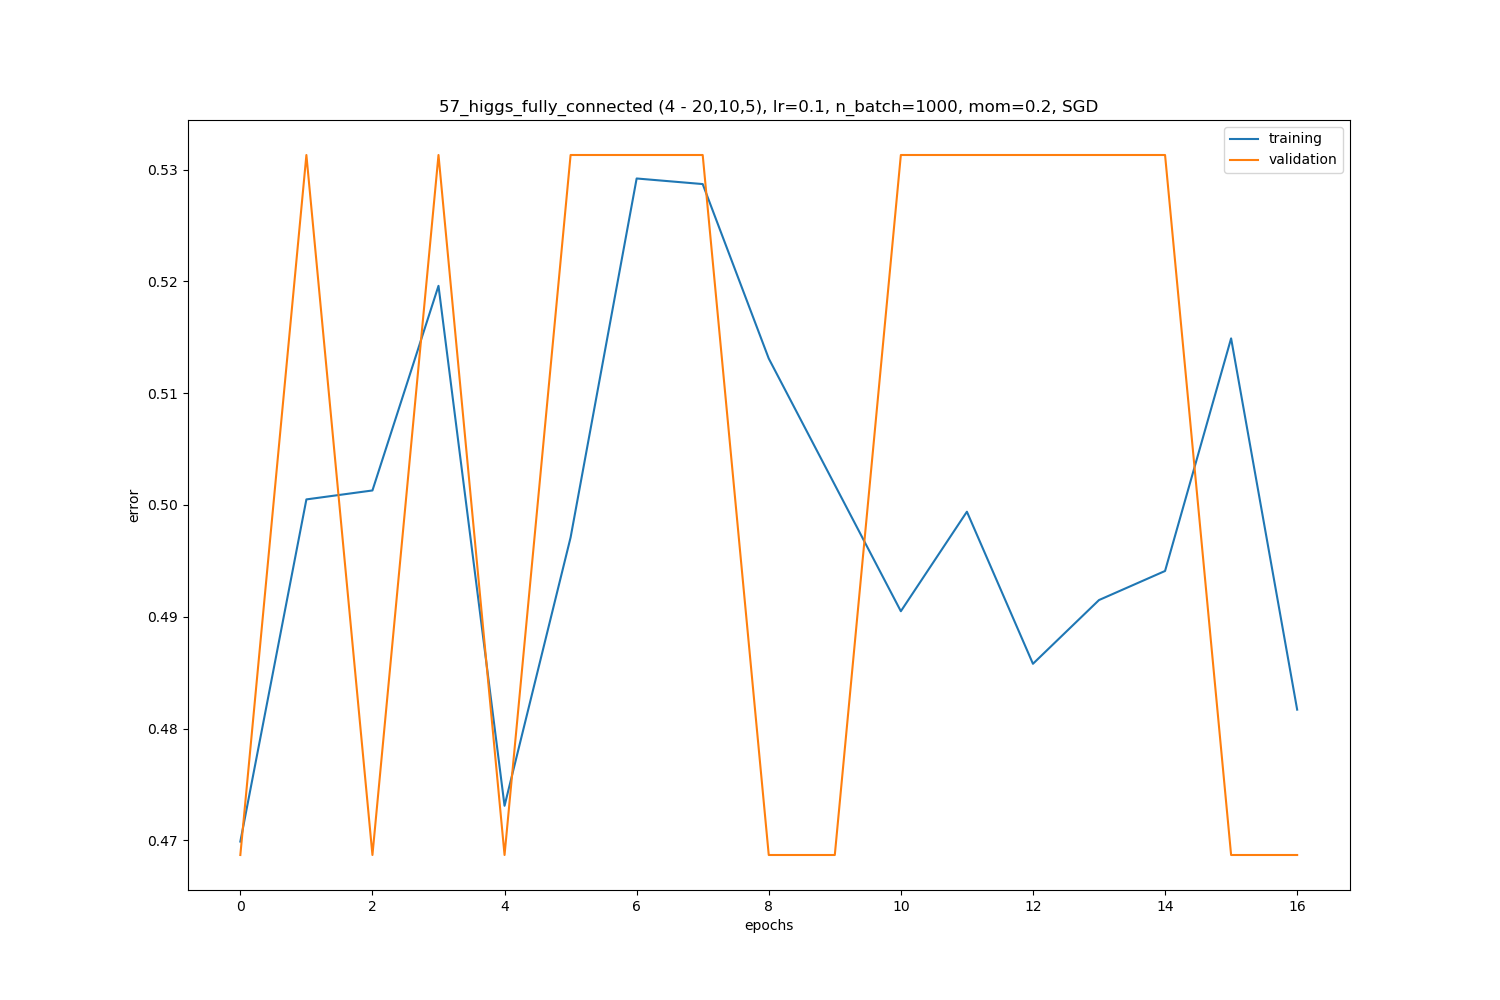 57_higgs_fully_connected (4 - 20,10,5), lr=0.1, n_batch=1000, mom=0.2, SGD
training
validation
0.53
0.52
0.51
0.50
0.49
0.48
0.47
error
0 2 4 6 8 10 12 14 16
epochs